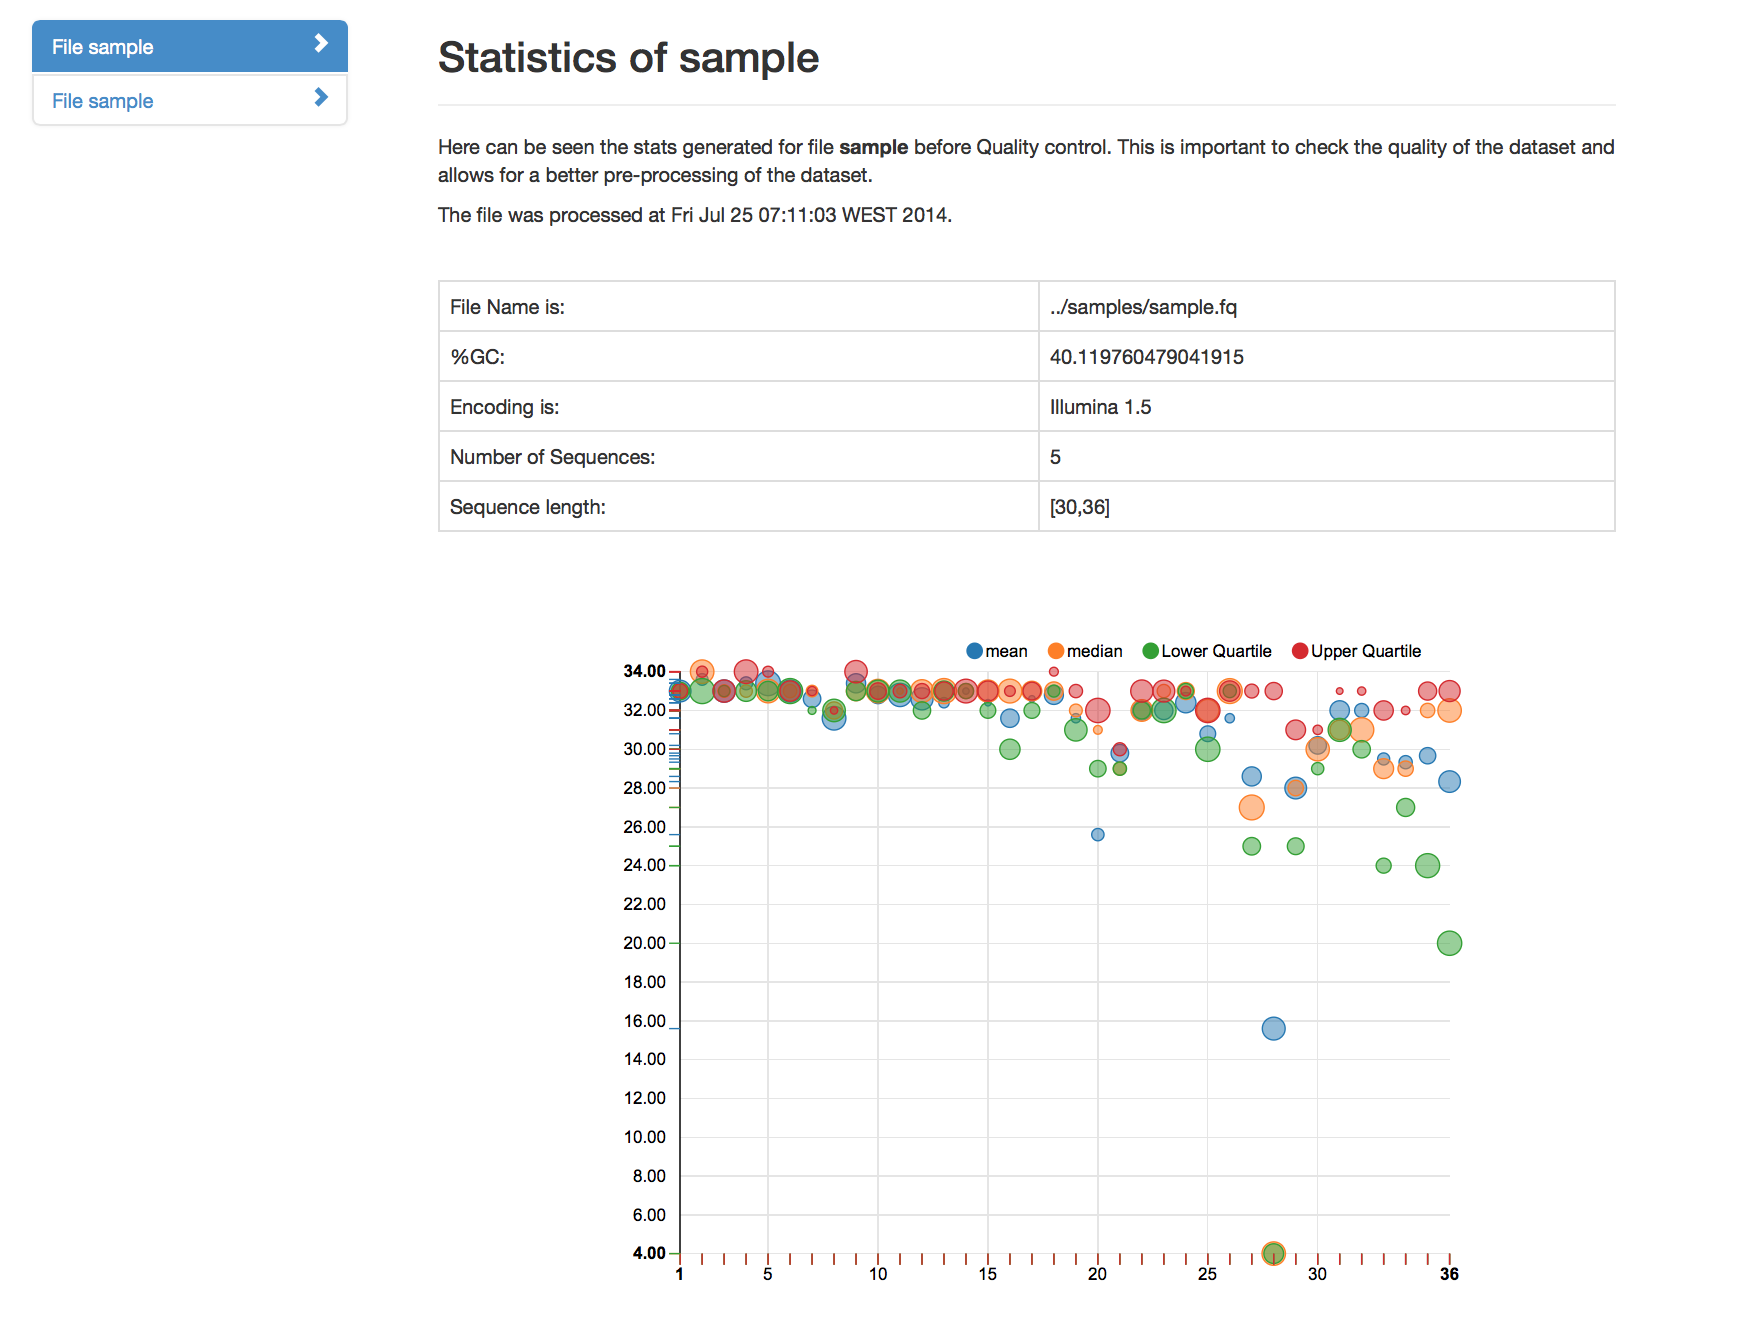 File sample
File sample
Statistics of sample
Here can be seen the stats generated for file sample before Quality control. This is important to check the quality of the dataset and
allows for a better pre-processing of the dataset.
The file was processed at Fri Jul 25 07:11:03 WEST 2014.
File Name is: ../samples/sample.fq
%GC: 40.119760479041915
Encoding is: Illumina 1.5
Number of Sequences: 5
Sequence length: [30,36]
mean median Lower Quartile Upper Quartile
34.00
32.00
30.00
28.00
26.00
24.00
22.00
20.00
18.00
16.00
14.00
12.00
10.00
8.00
6.00
4.00
1 5 10 15 20 25 30 36